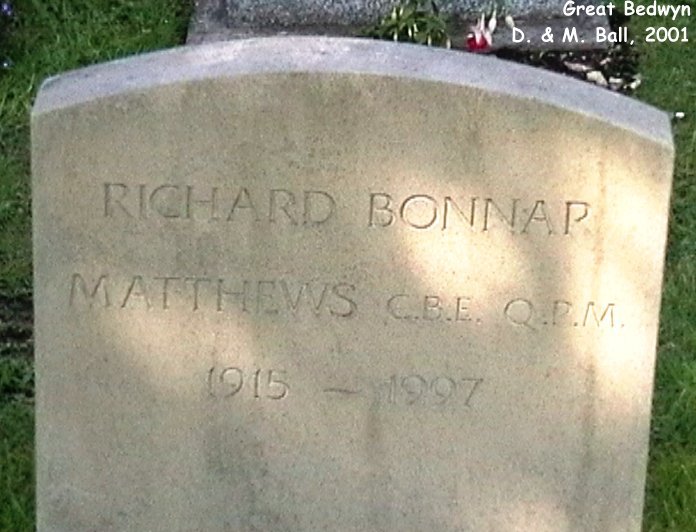 Great Bedwyn
D. & M. Ball, 2001
RICHARD BONNAR
MATTHEWS C.B.E. Q.P.M.
1915 — 1997